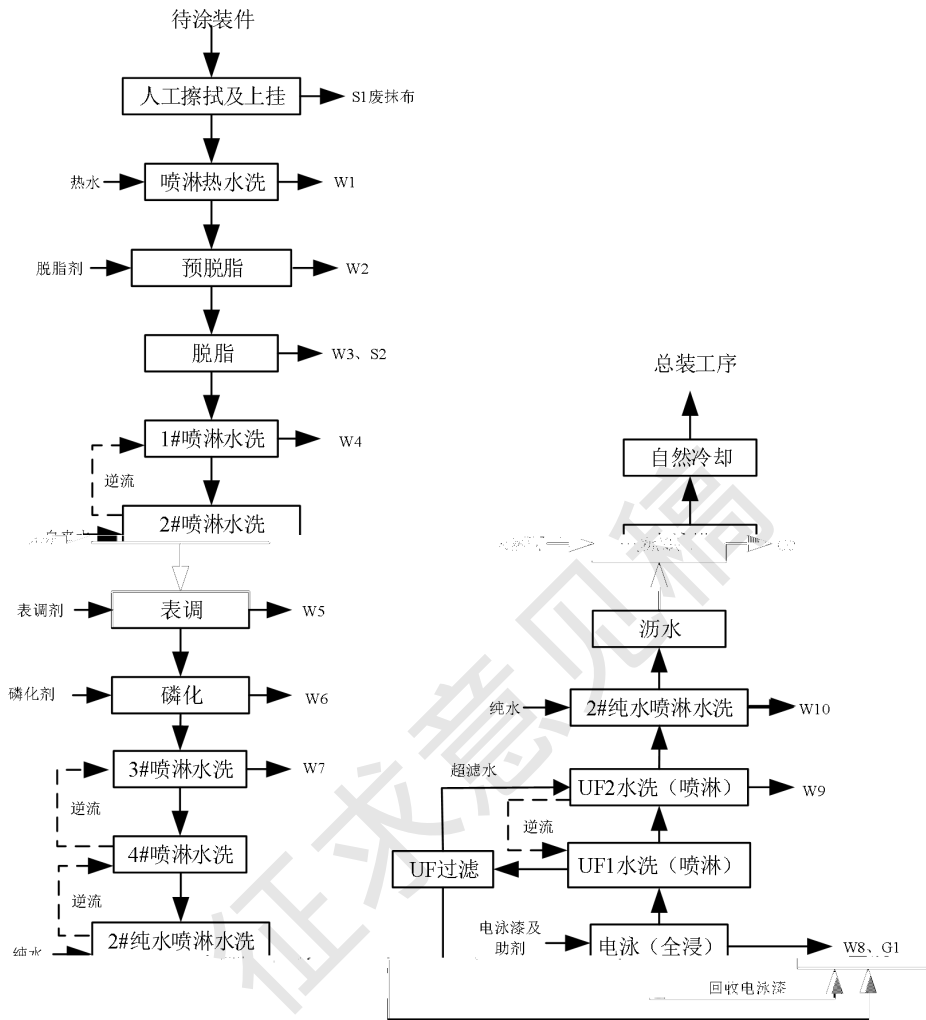 待涂装件
人工擦拭及上挂
S1废抹布
热水
喷淋热水洗
W1
脱脂剂
预脱脂
W2
脱脂
W3、S2
1#喷淋水洗
W4
逆流
2#喷淋水洗
表调剂
表调
W5
磷化剂
磷化
W6
3#喷淋水洗
W7
逆流
4#喷淋水洗
逆流
2#纯水喷淋水洗
纯水
总装工序
自然冷却
沥水
纯水
2#纯水喷淋水洗
W10
超滤水
UF2水洗（喷淋）
W9
逆流
UF过滤
UF1水洗（喷淋）
电泳漆及
助剂
电泳（全浸）
W8、G1
回收电泳漆
征求意见稿